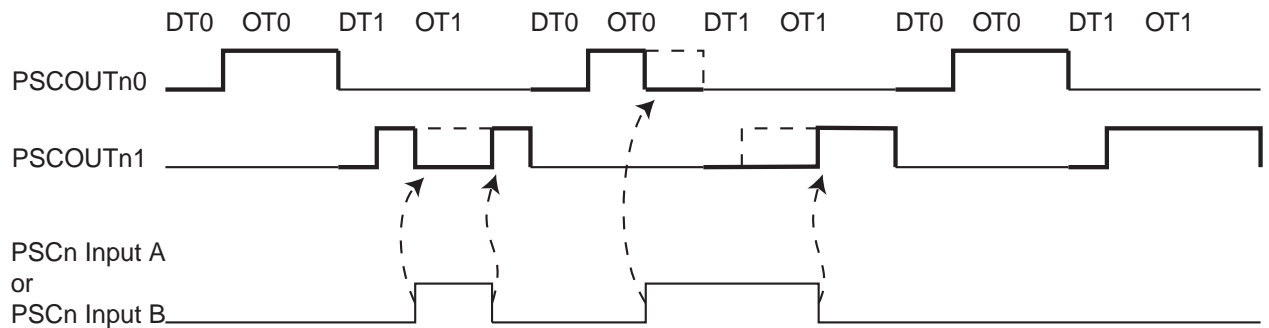 DT0 OT0 DT1 OT1 DT0 OT0 DT1 OT1 DT0 OT0 DT1 OT1
PSCOUTn0
PSCOUTn1
PSCn Input A
or
PSCn Input B